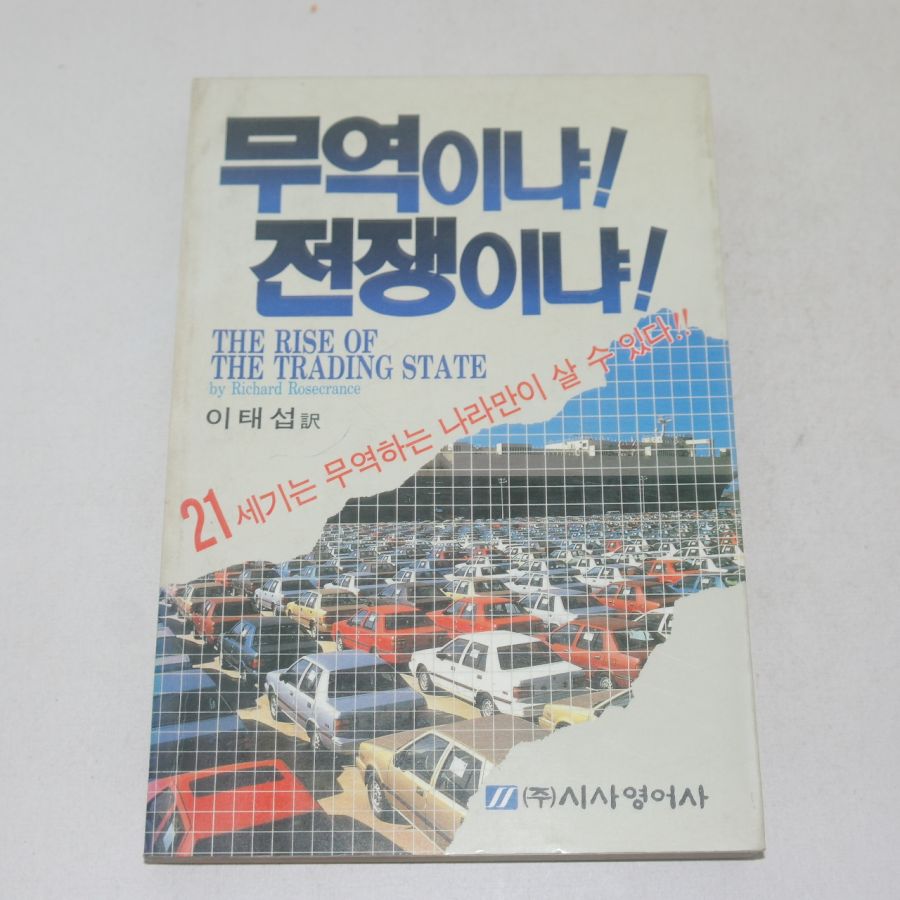 무역이냐!
전쟁이냐!
THE RISE OF
THE TRADING STATE
by Richard Rosecrance
이태섭 訳
21세기는 무역하는 나라만이 살 수 있다!!
(주)시사영어사